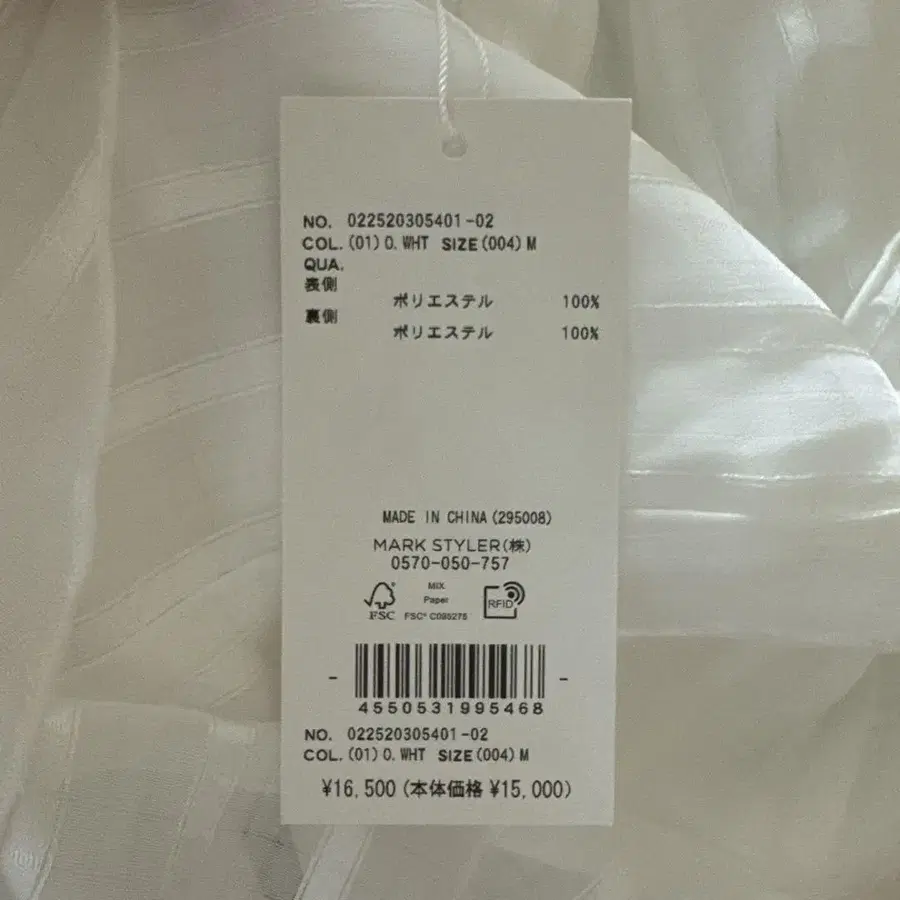 NO. 022520305401-02
COL. (01) O. WHT SIZE (004) M
QUA.
表側
ポリエステル 100%
裏側
ポリエステル 100%
MADE IN CHINA (295008)
MARK STYLER(株)
0570-050-757
FSC
MIX
Paper
FSC® C095275
RFID
4550531995468
NO. 022520305401-02
COL. (01) O. WHT SIZE (004) M
¥16,500 (本体価格 ¥15,000)